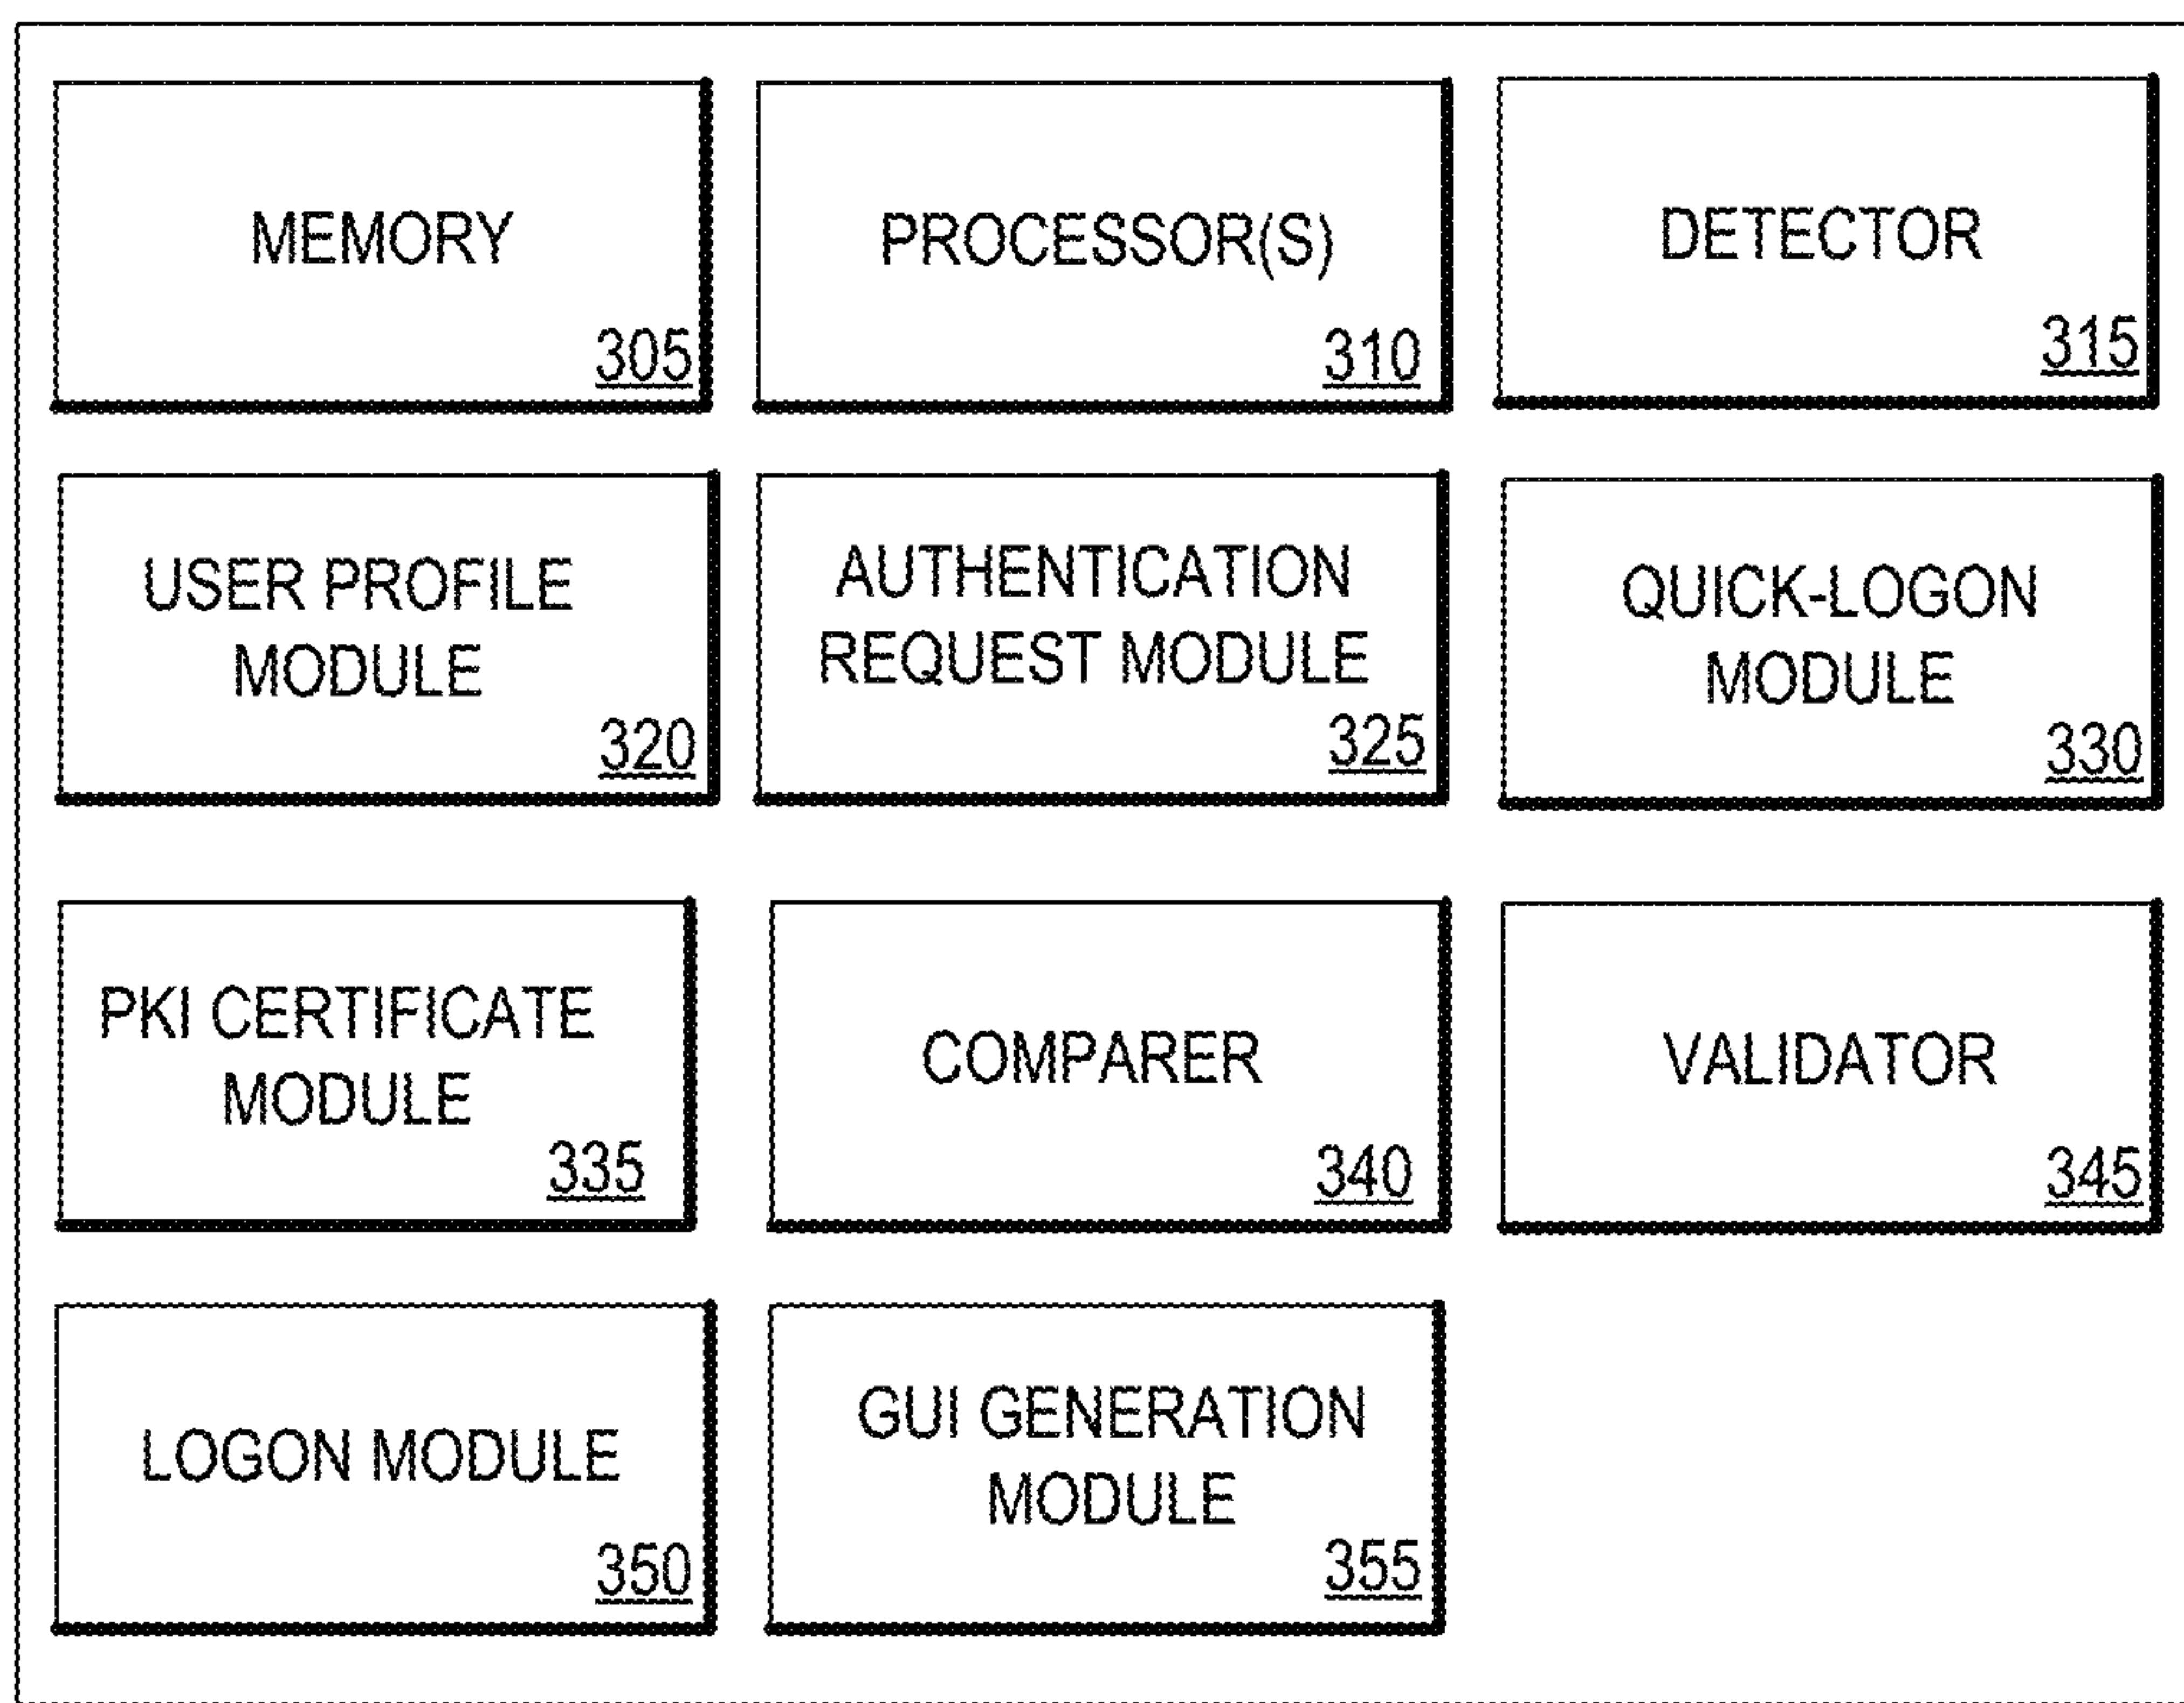 MEMORY
305
PROCESSOR(S)
310
DETECTOR
315
USER PROFILE
MODULE
320
AUTHENTICATION
REQUEST MODULE
325
QUICK-LOGON
MODULE
330
PKI CERTIFICATE
MODULE
335
COMPARER
340
VALIDATOR
345
LOGON MODULE
350
GUI GENERATION
MODULE
355